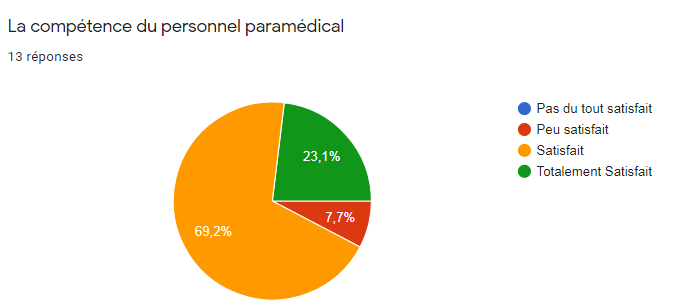 La compétence du personnel paramédical
13 réponses
Pas du tout satisfait
Peu satisfait
Satisfait
Totalement Satisfait
23,1%
7,7%
69,2%